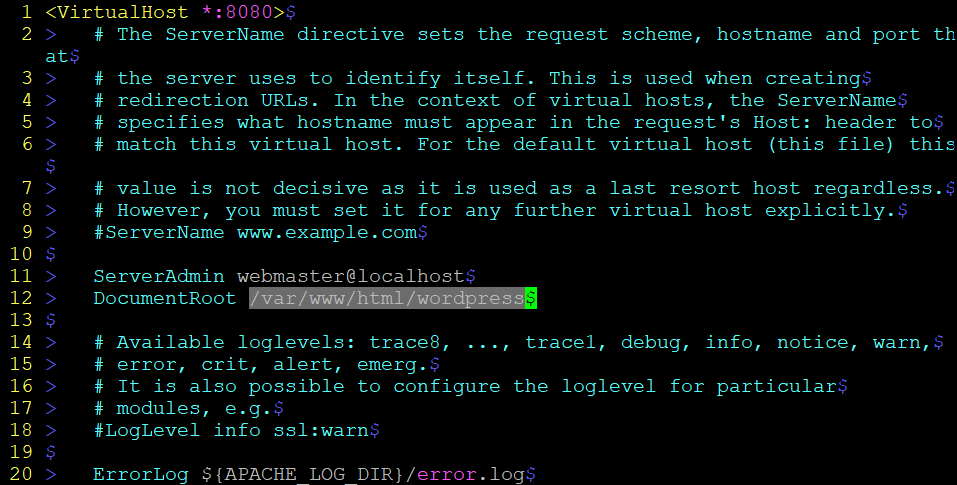 1 <VirtualHost *:8080>$
2 >   # The ServerName directive sets the request scheme, hostname and port th
at$
3 >   # the server uses to identify itself. This is used when creating$
4 >   # redirection URLs. In the context of virtual hosts, the ServerName$
5 >   # specifies what hostname must appear in the request's Host: header to$
6 >   # match this virtual host. For the default virtual host (this file) this
$
7 >   # value is not decisive as it is used as a last resort host regardless.$
8 >   # However, you must set it for any further virtual host explicitly.$
9 >   #ServerName www.example.com$
10 $
11 >   ServerAdmin webmaster@localhost$
12 >   DocumentRoot /var/www/html/wordpress$
13 $
14 >   # Available loglevels: trace8, ..., trace1, debug, info, notice, warn,$
15 >   # error, crit, alert, emerg.$
16 >   # It is also possible to configure the loglevel for particular$
17 >   # modules, e.g.$
18 >   #LogLevel info ssl:warn$
19 $
20 >   ErrorLog ${APACHE_LOG_DIR}/error.log$